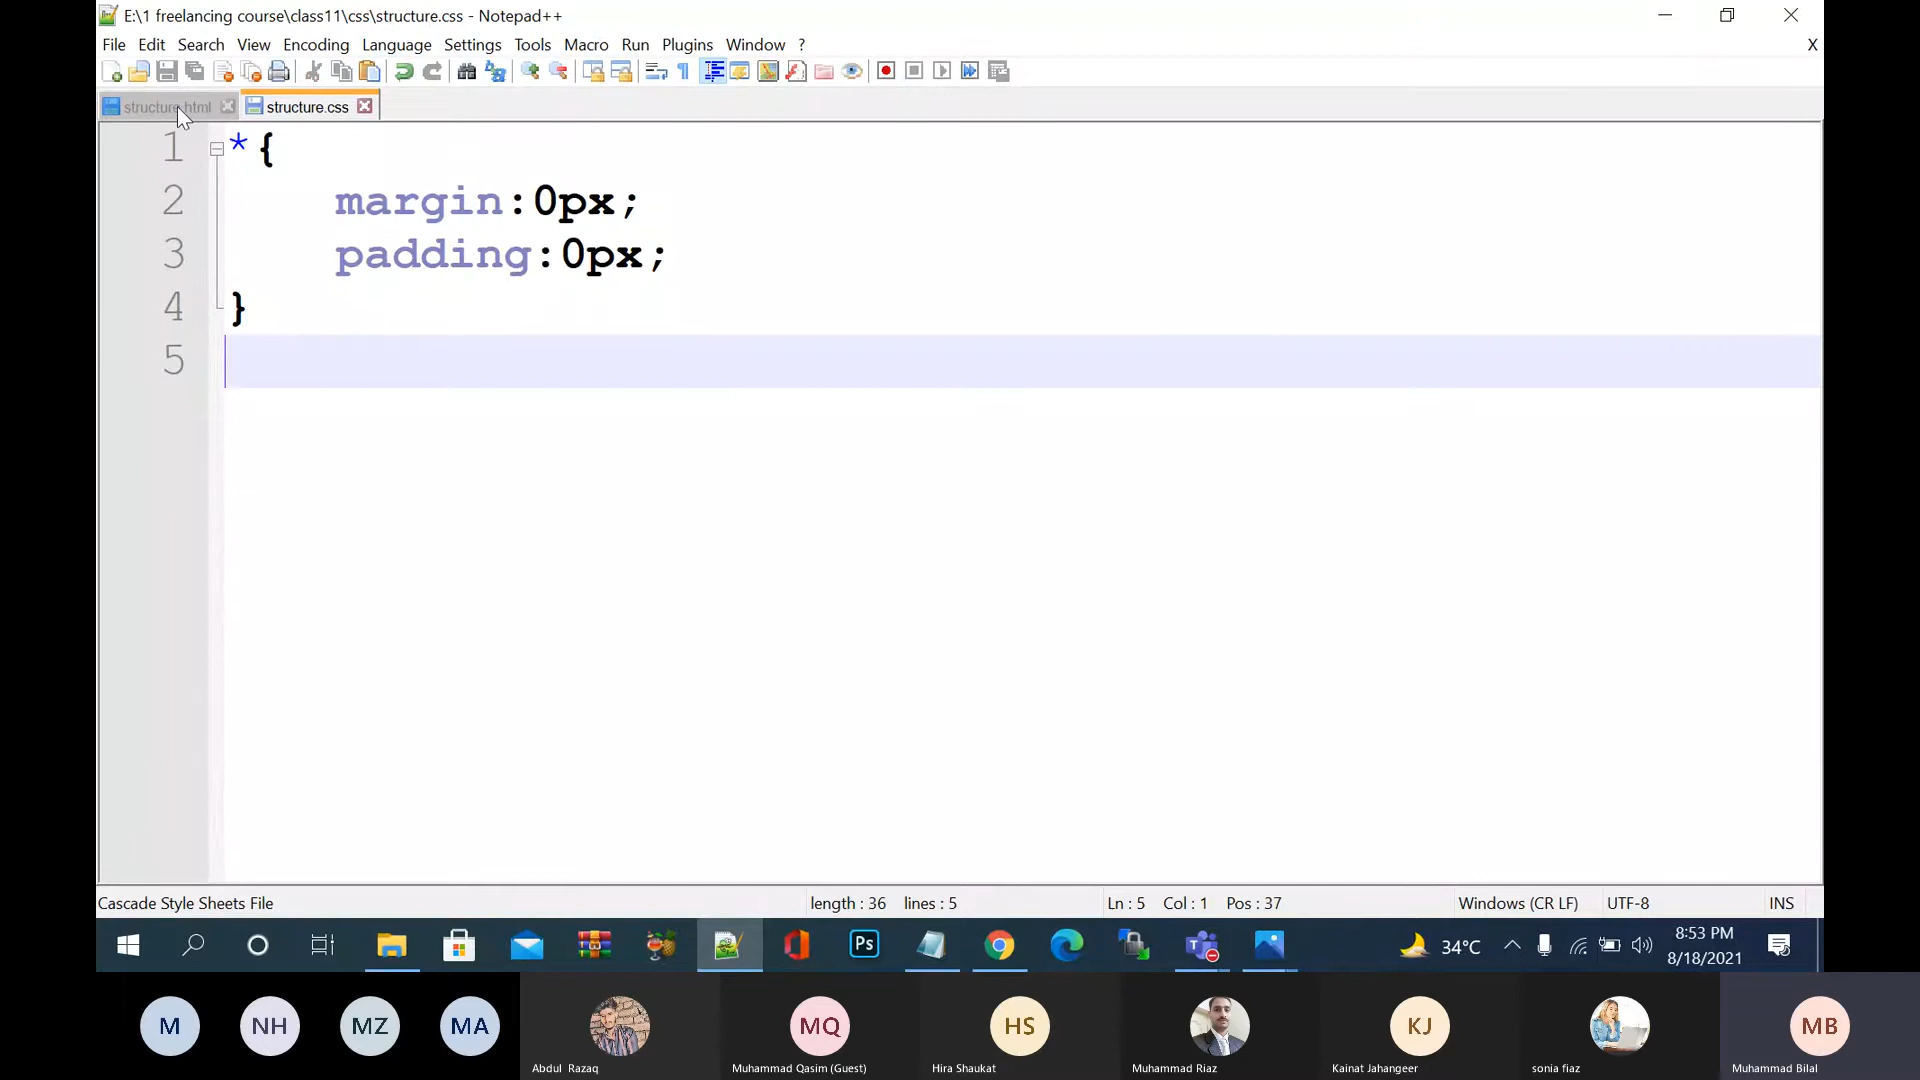 E:\1 freelancing course\class11\css\structure.css - Notepad++
File Edit Search View Encoding Language Settings Tools Macro Run Plugins Window ? X
structure.html structure.css
1 * {
2 margin:0px;
3 padding:0px;
4 }
5
Cascade Style Sheets File length : 36 lines : 5 Ln : 5 Col : 1 Pos : 37 Windows (CR LF) UTF-8 INS
Ps T 34°C 8:53 PM
8/18/2021
M NH MZ MA MQ HS KJ MB
Abdul Razaq Muhammad Qasim (Guest) Hira Shaukat Muhammad Riaz Kainat Jahangeer sonia fiaz Muhammad Bilal